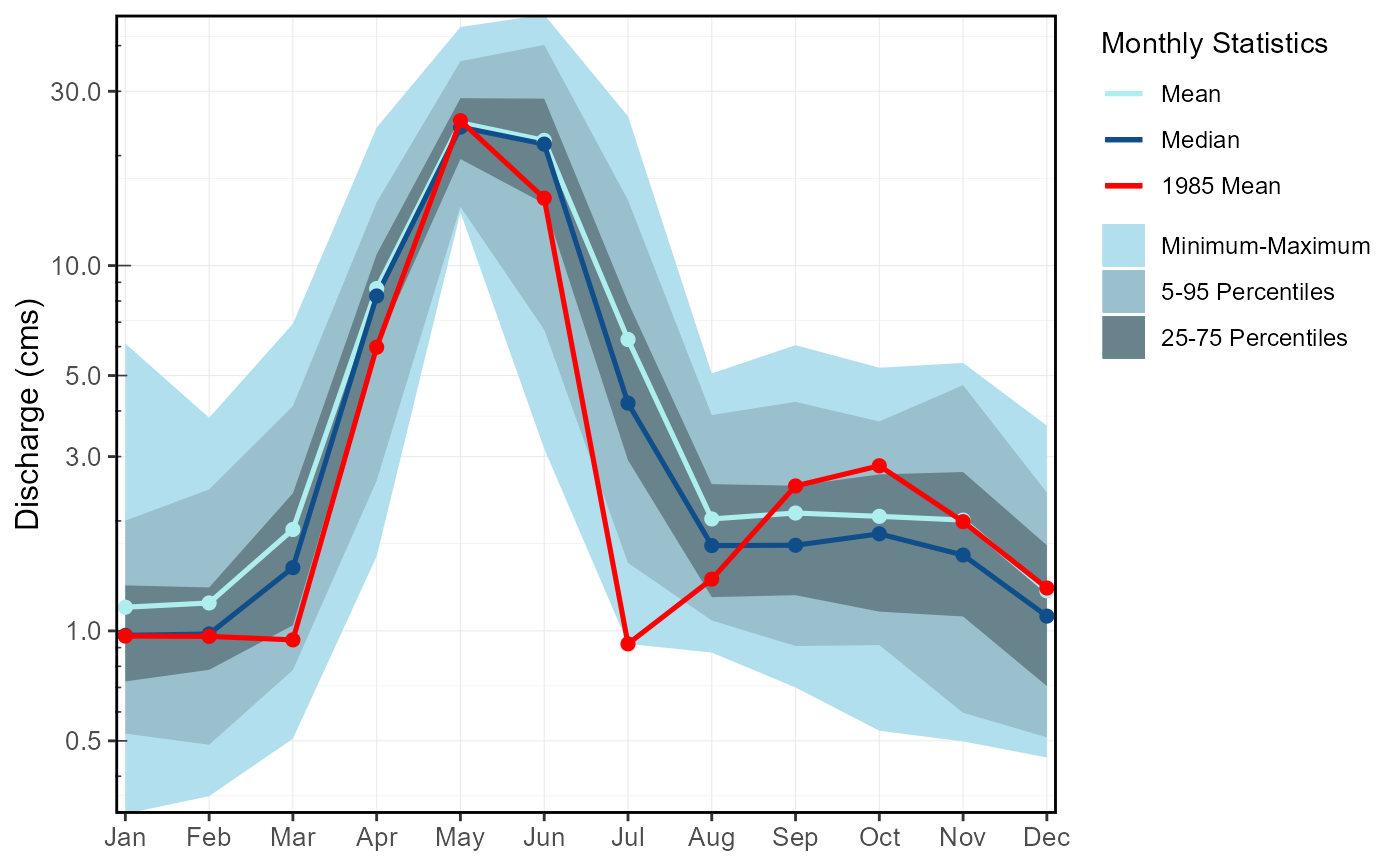 Discharge (cms)
30.0
10.0
5.0
3.0
1.0
0.5
Jan Feb Mar Apr May Jun Jul Aug Sep Oct Nov Dec
Monthly Statistics
Mean
Median
1985 Mean
Minimum-Maximum
5-95 Percentiles
25-75 Percentiles